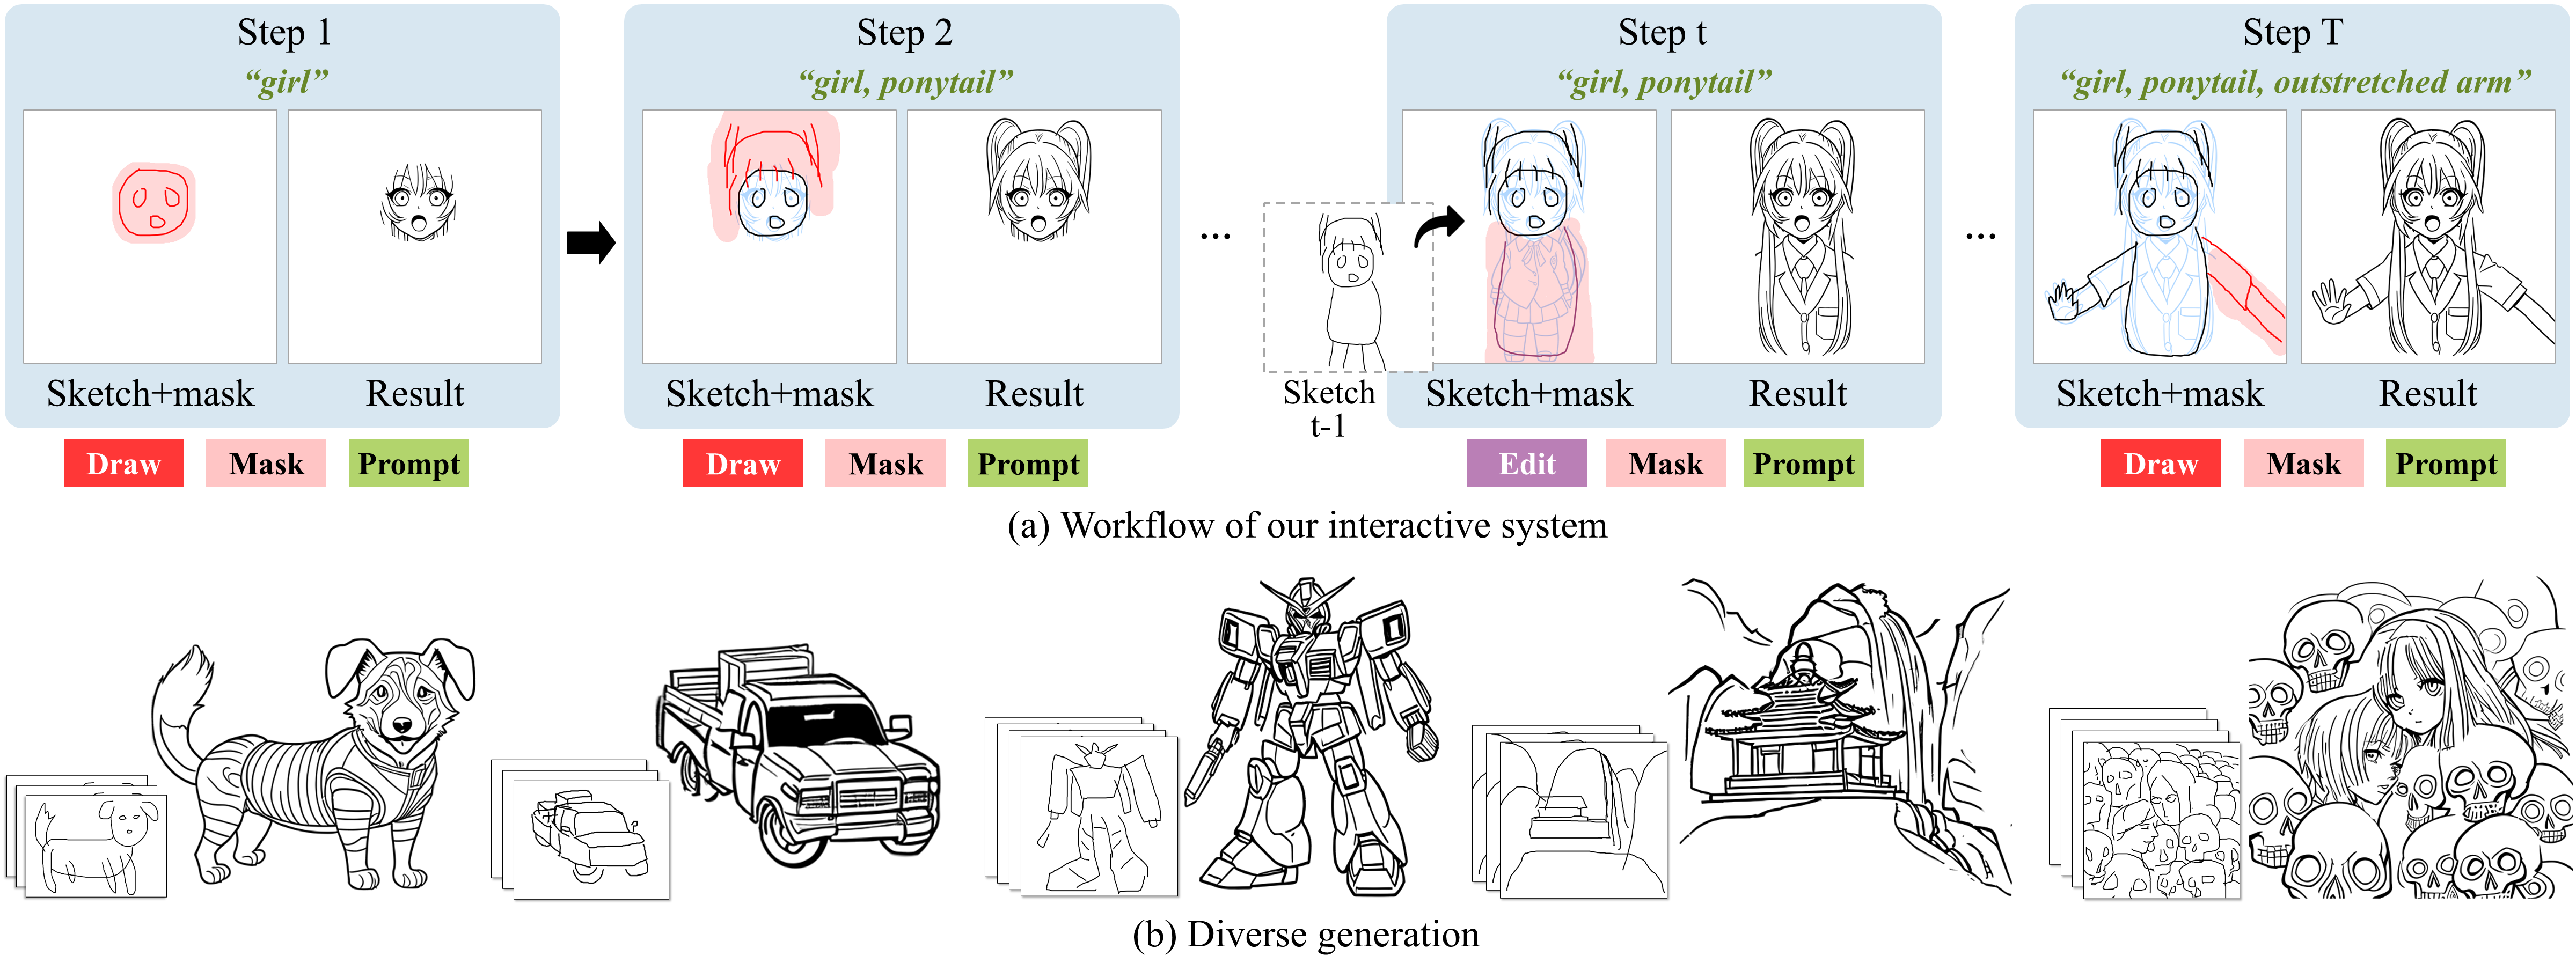 Step 1
“girl”
Sketch+mask
Result
Draw
Mask
Prompt
Step 2
“girl, ponytail”
Sketch+mask
Result
Draw
Mask
Prompt
...
Sketch
t-1
Step t
“girl, ponytail”
Sketch+mask
Result
Edit
Mask
Prompt
...
Step T
“girl, ponytail, outstretched arm”
Sketch+mask
Result
Draw
Mask
Prompt
(a) Workflow of our interactive system
(b) Diverse generation